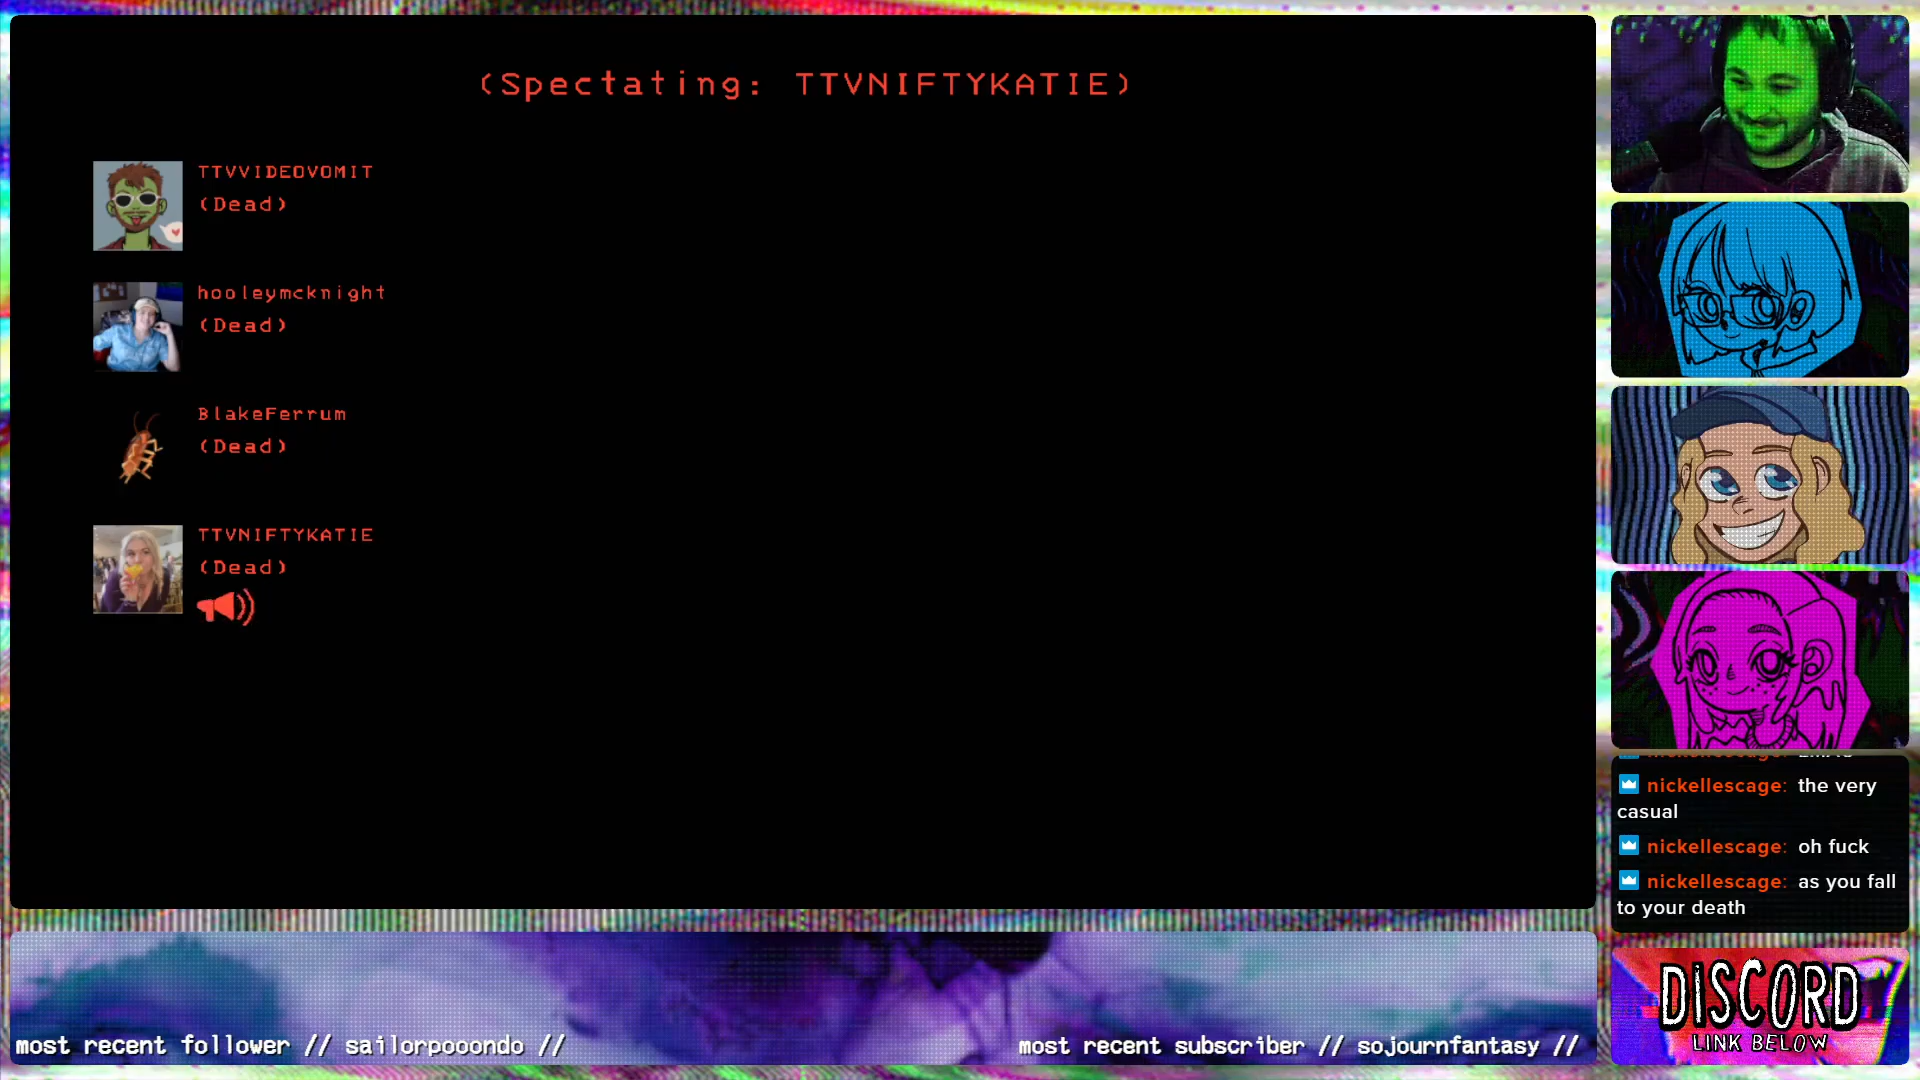 (Spectating: TTVNIFTYKATIE)
TTVVIDEOVOMIT
(Dead)
hooleymcknight
(Dead)
BlakeFerrum
(Dead)
TTVNIFTYKATIE
(Dead)
nickellescage: the very
casual
nickellescage: oh fuck
nickellescage: as you fall
to your death
DISCORD
LINK BELOW
most recent follower // sailorpooondo //
most recent subscriber // sojournfantasy //